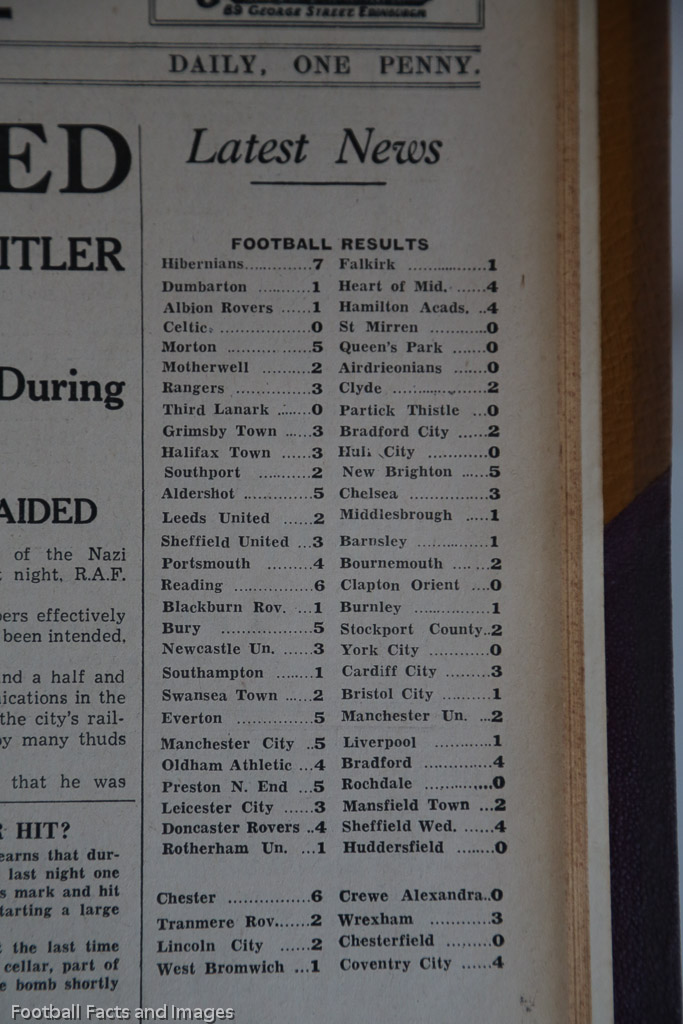 89 GEORGE STREET EDINBURGH
DAILY, ONE PENNY.
ED
ITLER
During
AIDED
of the Nazi
night, R.A.F.
ers effectively
been intended,
nd a half and
ications in the
the city's rail-
y many thuds
that he was
HIT?
earns that dur-
last night one
s mark and hit
tarting a large
the last time
cellar, part of
e bomb shortly
Latest News
FOOTBALL RESULTS
Hibernians.............7 Falkirk ................1
Dumbarton ............1 Heart of Mid. ......4
Albion Rovers ......1 Hamilton Acads. ..4
Celtic. .................0 St Mirren ...........0
Morton ...............5 Queen's Park .......0
Motherwell .........2 Airdrieonians .......0
Rangers ..............3 Clyde .................2
Third Lanark .......0 Partick Thistle ...0
Grimsby Town .....3 Bradford City ......2
Halifax Town ......3 Hull City ............0
Southport ...........2 New Brighton .....5
Aldershot ............5 Chelsea ..............3
Leeds United ......2 Middlesbrough .....1
Sheffield United ...3 Barnsley ............1
Portsmouth .........4 Bournemouth .......2
Reading ..............6 Clapton Orient ....0
Blackburn Rov. ...1 Burnley ..............1
Bury .................5 Stockport County..2
Newcastle Un. .....3 York City ...........0
Southampton .......1 Cardiff City ........3
Swansea Town ....2 Bristol City .........1
Everton ..............5 Manchester Un. ...2
Manchester City ..5 Liverpool ...........1
Oldham Athletic ...4 Bradford ............4
Preston N. End ...5 Rochdale ............0
Leicester City ......3 Mansfield Town ...2
Doncaster Rovers ..4 Sheffield Wed. ......4
Rotherham Un. ...1 Huddersfield .......0
Chester ...............6 Crewe Alexandra..0
Tranmere Rov......2 Wrexham ...........3
Lincoln City ......2 Chesterfield ........0
West Bromwich ...1 Coventry City .....4
Football Facts and Images